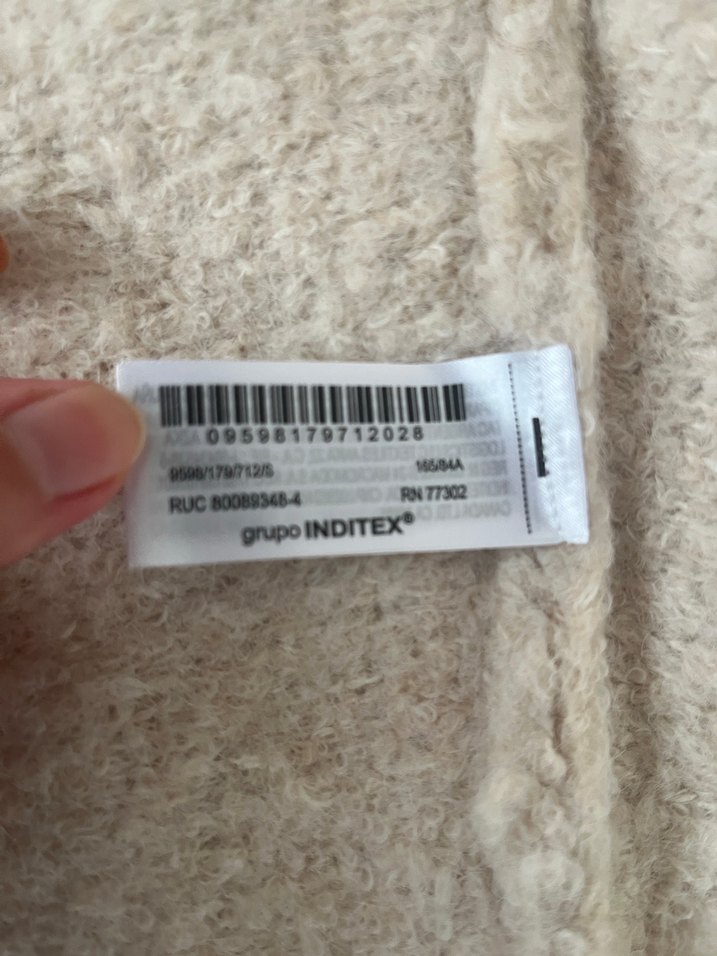 09598179712028
9598/179/712/S 165/84A
RUC 80089348-4 RN 77302
grupo INDITEX®